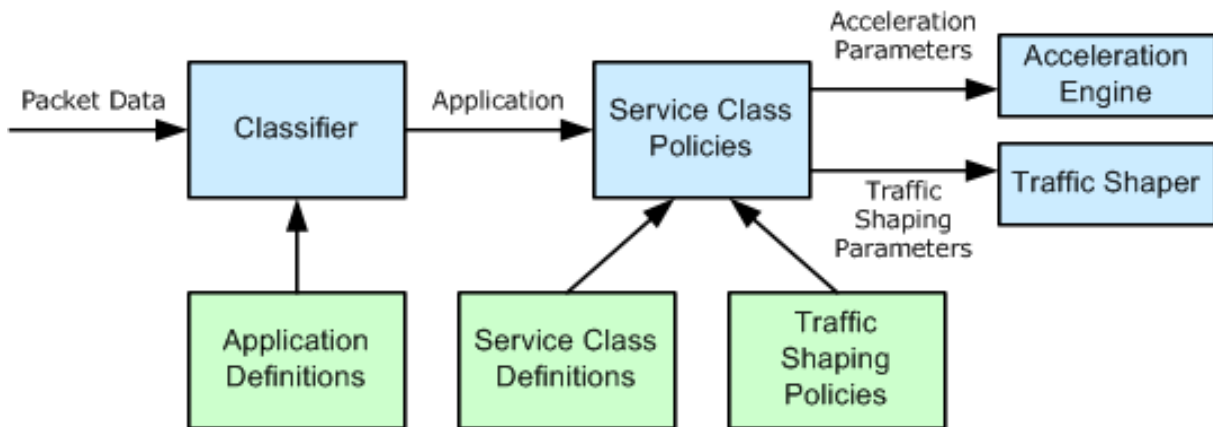 Packet Data
Classifier
Application
Service Class
Policies
Acceleration
Parameters
Acceleration
Engine
Traffic
Shaping
Parameters
Traffic Shaper
Application
Definitions
Service Class
Definitions
Traffic
Shaping
Policies